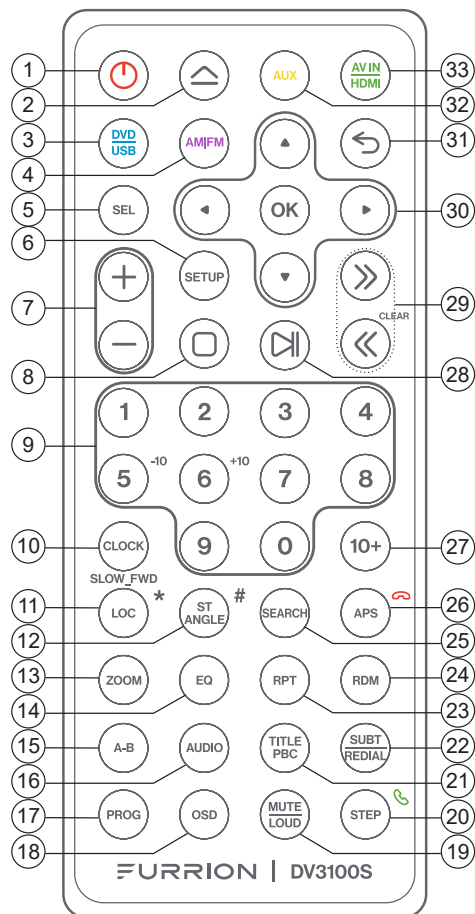 1
2
3
4
5
6
7
8
9
10
11
12
13
14
15
16
17
18
33
32
31
30
29
28
27
26
25
24
23
22
21
20
19
AUX
AV IN
HDMI
DVD
USB
AM|FM
SEL
OK
SETUP
+
−
CLEAR
1 2 3 4
5 -10 6 +10 7 8
CLOCK 9 0 10+
SLOW_FWD
LOC * ST ANGLE # SEARCH APS
ZOOM EQ RPT RDM
A-B AUDIO TITLE PBC SUBT REDIAL
PROG OSD MUTE LOUD STEP
FURRION | DV3100S